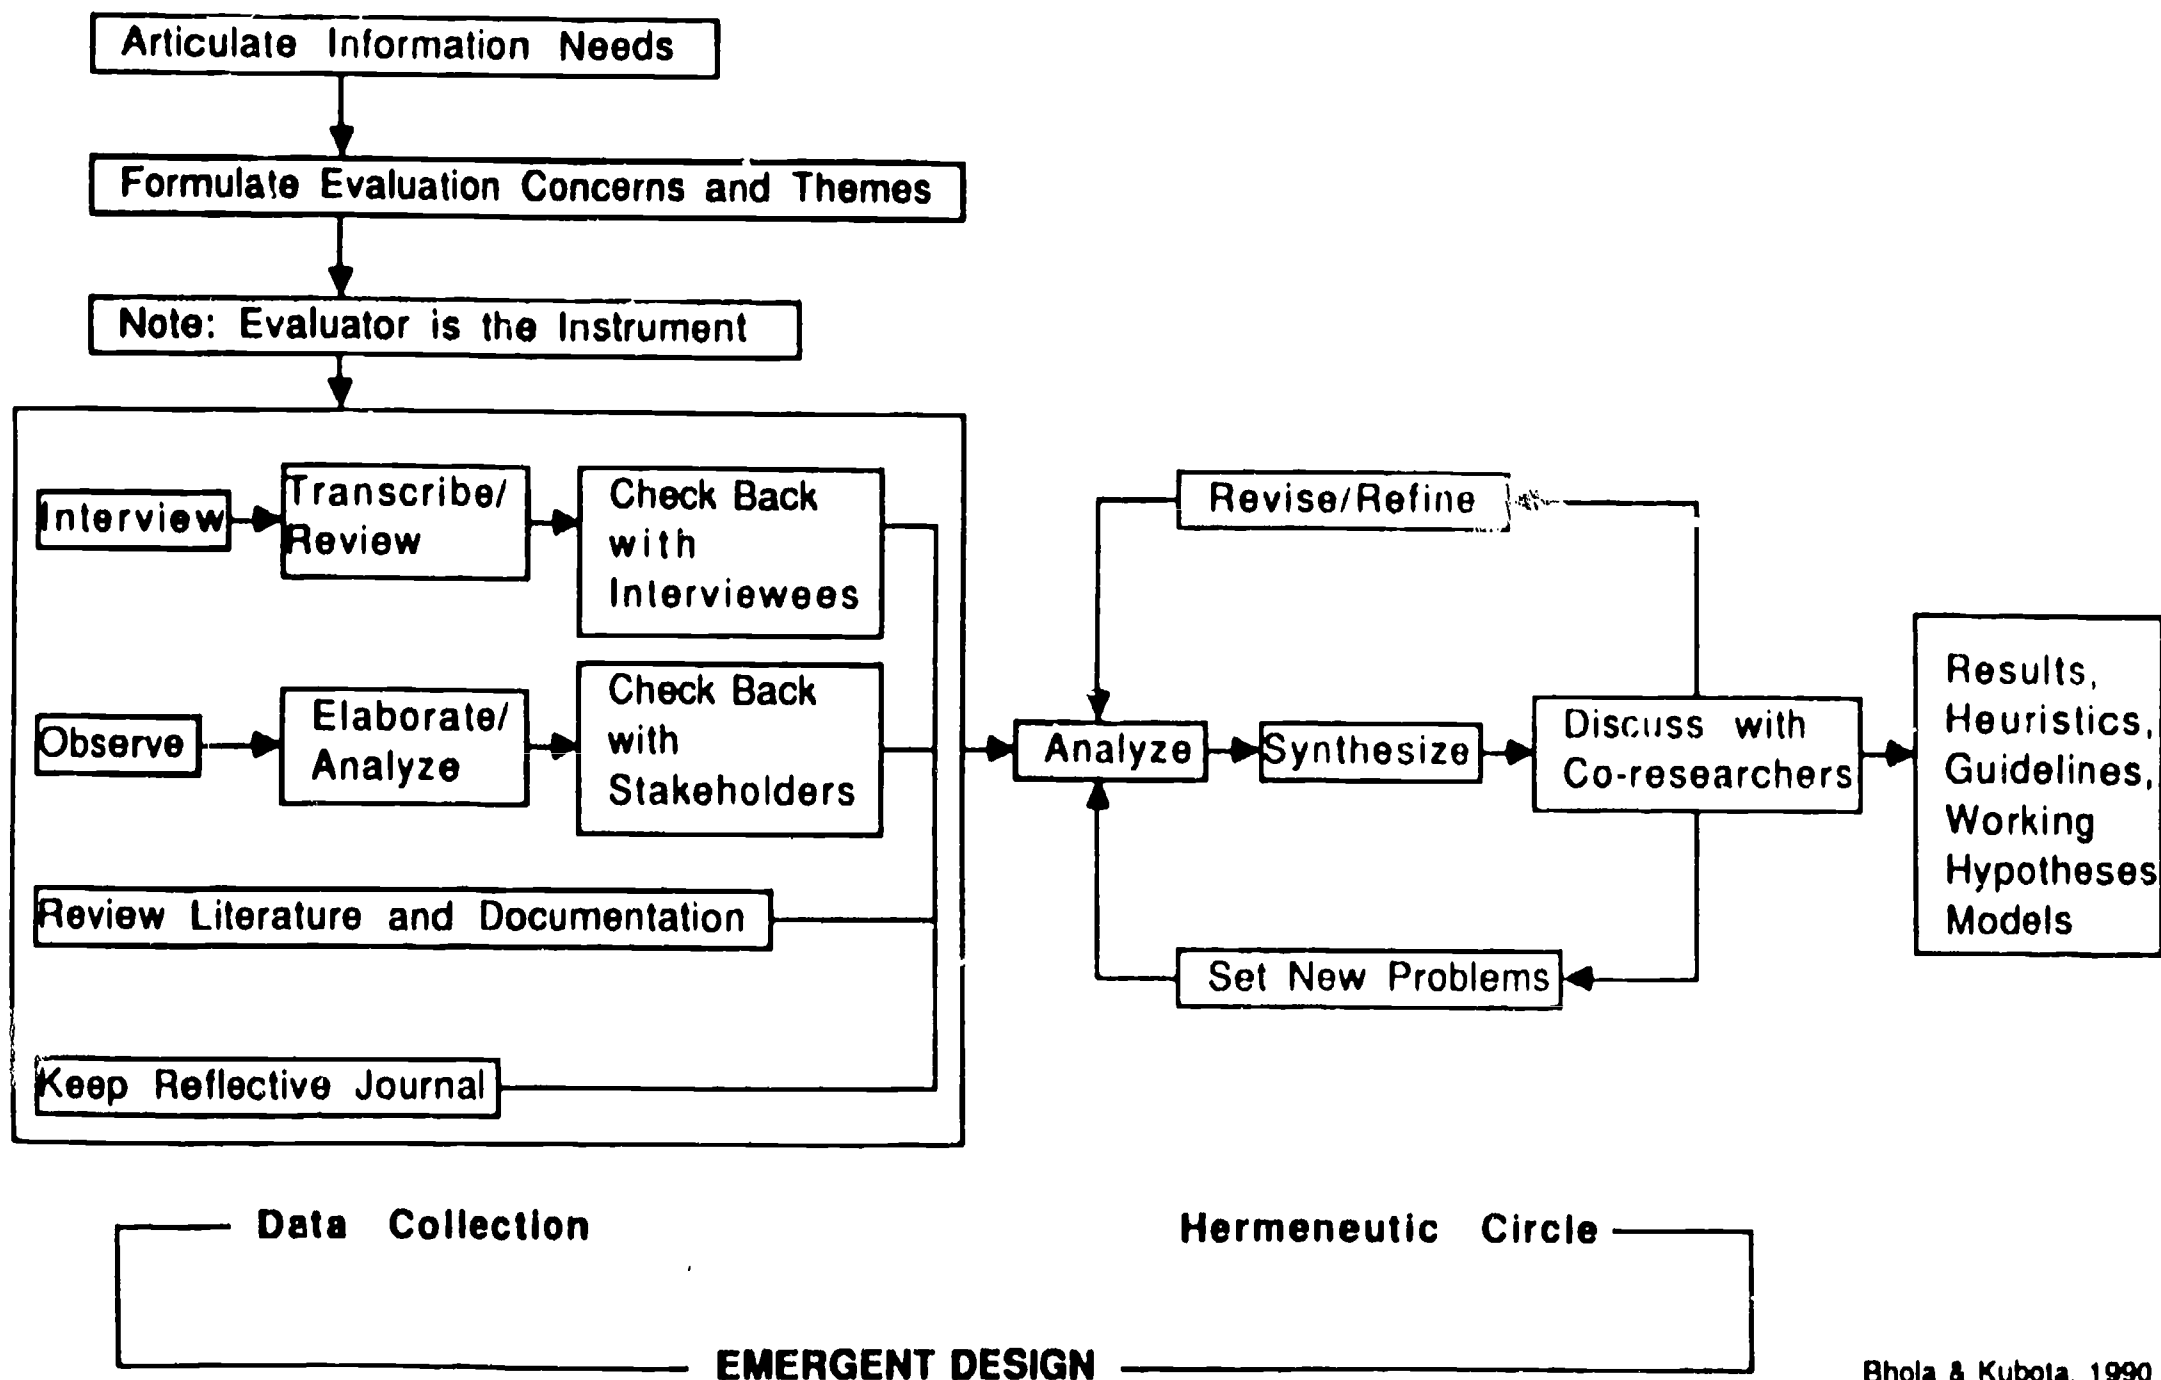 Articulate Information Needs
Formulate Evaluation Concerns and Themes
Note: Evaluator is the Instrument
Interview
Transcribe/
Review
Check Back
with
Interviewees
Observe
Elaborate/
Analyze
Check Back
with
Stakeholders
Review Literature and Documentation
Keep Reflective Journal
Revise/Refine
Analyze
Synthesize
Discuss with
Co-researchers
Set New Problems
Results,
Heuristics,
Guidelines,
Working
Hypotheses
Models
Data Collection
Hermeneutic Circle
EMERGENT DESIGN
Bhola & Kubota, 1990